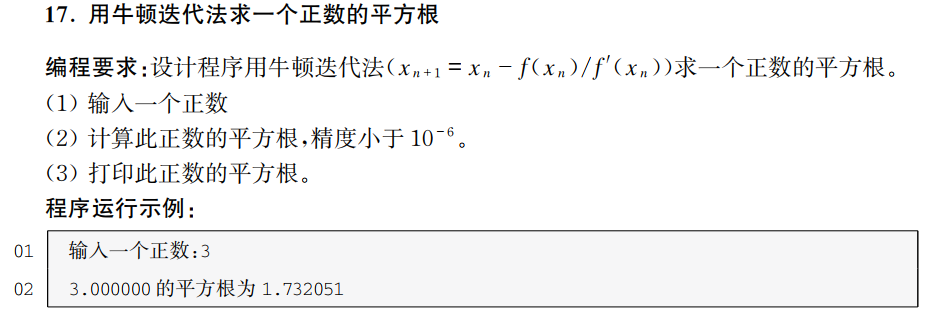 17. 用牛顿迭代法求一个正数的平方根
编程要求:设计程序用牛顿迭代法(xₙ₊₁ = xₙ − f(xₙ)/f′(xₙ))求一个正数的平方根。
(1) 输入一个正数
(2) 计算此正数的平方根,精度小于 10⁻⁶。
(3) 打印此正数的平方根。
程序运行示例:
01 输入一个正数:3
02 3.000000 的平方根为 1.732051